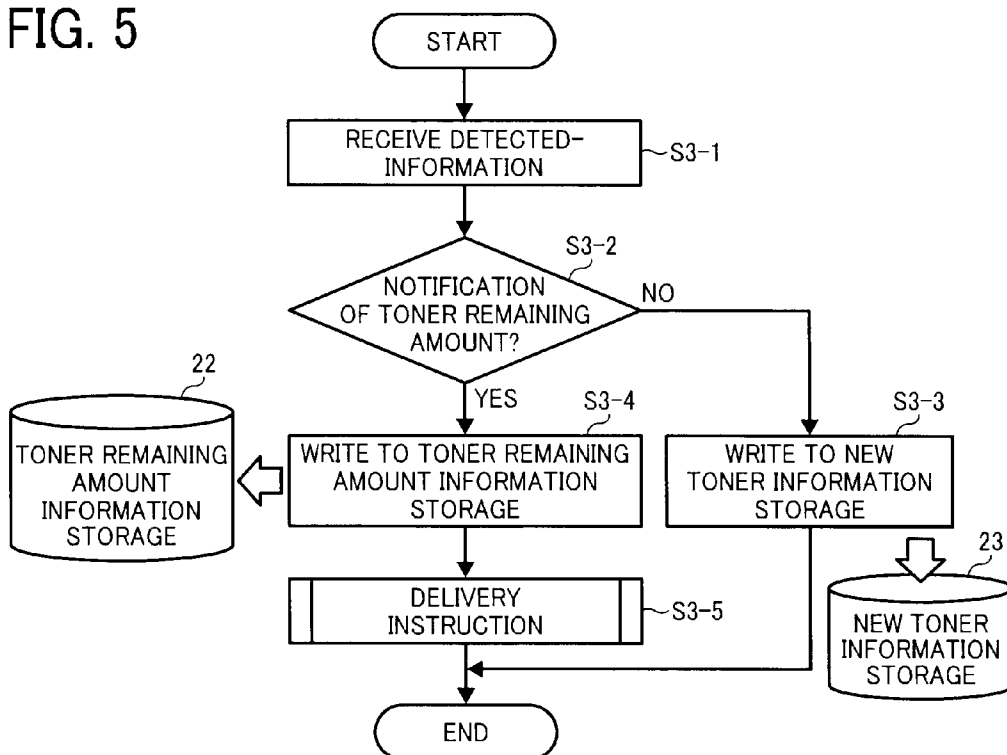 FIG. 5
START
RECEIVE DETECTED-
INFORMATION
S3-1
S3-2
NOTIFICATION
OF TONER REMAINING
AMOUNT?
NO
YES
22
TONER REMAINING
AMOUNT
INFORMATION
STORAGE
S3-4
WRITE TO TONER REMAINING
AMOUNT INFORMATION
STORAGE
S3-3
WRITE TO NEW
TONER INFORMATION
STORAGE
23
NEW TONER
INFORMATION
STORAGE
DELIVERY
INSTRUCTION
S3-5
END